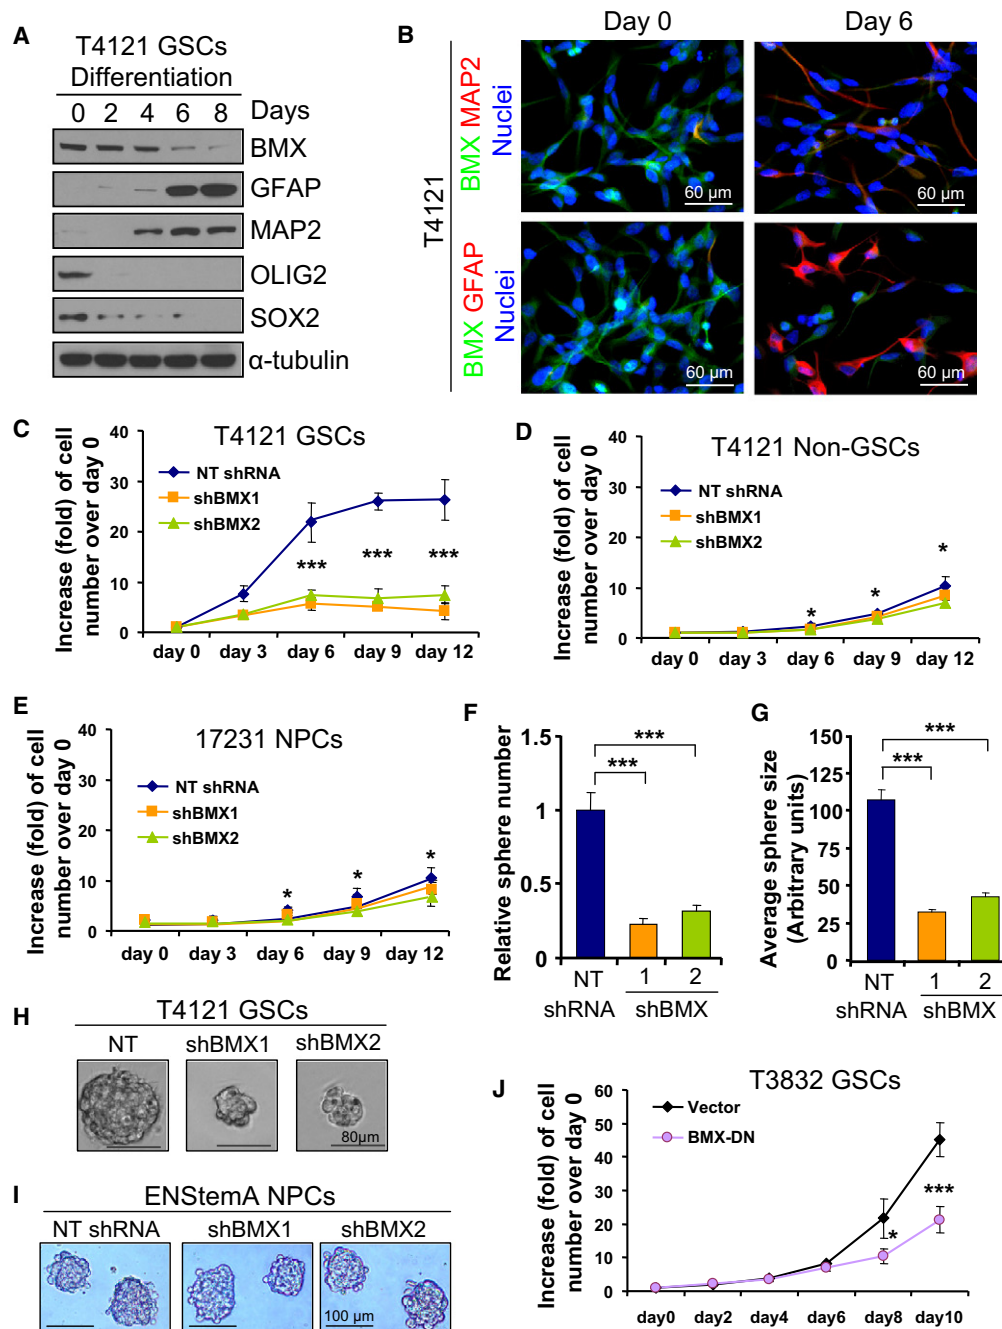 A
T4121 GSCs
Differentiation
0 2 4 6 8 Days
BMX
GFAP
MAP2
OLIG2
SOX2
α-tubulin
B
Day 0
Day 6
T4121
BMX MAP2
Nuclei
60 µm
60 µm
BMX GFAP
Nuclei
60 µm
60 µm
C
T4121 GSCs
Increase (fold) of cell
number over day 0
40
30
20
10
0
NT shRNA
shBMX1
shBMX2
***
***
***
day 0 day 3 day 6 day 9 day 12
D
T4121 Non-GSCs
Increase (fold) of cell
number over day 0
40
30
20
10
0
NT shRNA
shBMX1
shBMX2
*
*
*
day 0 day 3 day 6 day 9 day 12
E
17231 NPCs
Increase (fold) of cell
number over day 0
40
30
20
10
0
NT shRNA
shBMX1
shBMX2
*
*
*
day 0 day 3 day 6 day 9 day 12
F
Relative sphere number
1.5
1
0.5
0
***
***
NT 1 2
shRNA shBMX
G
Average sphere size
(Arbitrary units)
150
125
100
75
50
25
0
***
***
NT 1 2
shRNA shBMX
H
T4121 GSCs
NT shBMX1 shBMX2
80µm
I
ENStemA NPCs
NT shRNA shBMX1 shBMX2
100 µm
J
T3832 GSCs
Increase (fold) of cell
number over day 0
60
50
40
30
20
10
0
Vector
BMX-DN
*
***
day0 day2 day4 day6 day8 day10